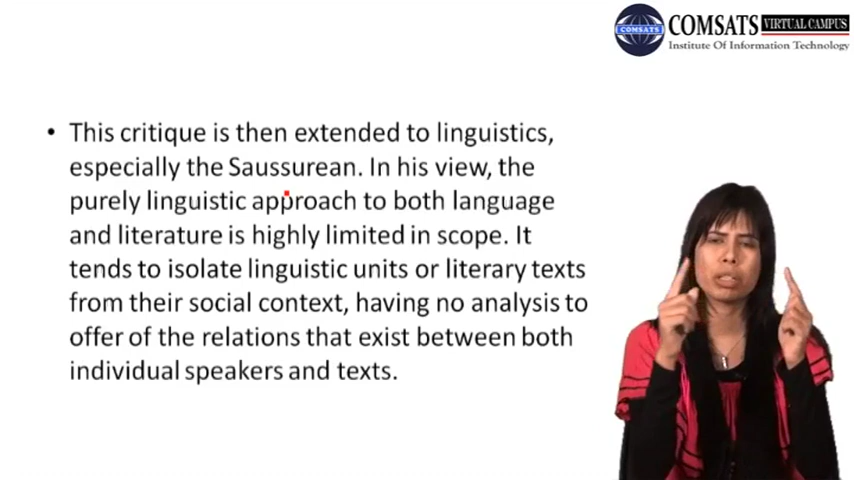 COMSATS VIRTUAL CAMPUS
Institute Of Information Technology
• This critique is then extended to linguistics,
especially the Saussurean. In his view, the
purely linguistic approach to both language
and literature is highly limited in scope. It
tends to isolate linguistic units or literary texts
from their social context, having no analysis to
offer of the relations that exist between both
individual speakers and texts.